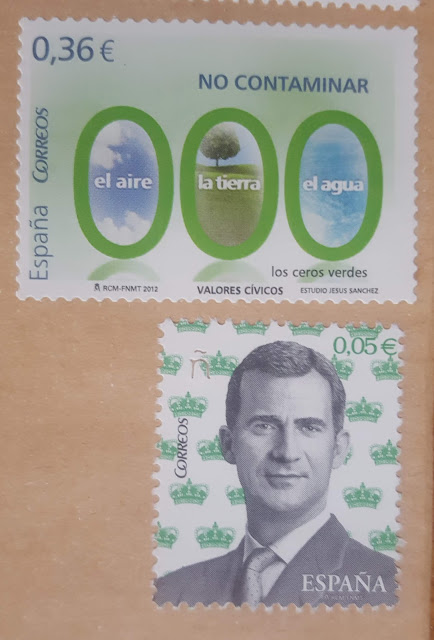 0,36 €
NO CONTAMINAR
España CORREOS
el aire
la tierra
el agua
los ceros verdes
RCM-FNMT 2012
VALORES CÍVICOS
ESTUDIO JESUS SANCHEZ
0,05 €
Ñ
CORREOS
ESPAÑA